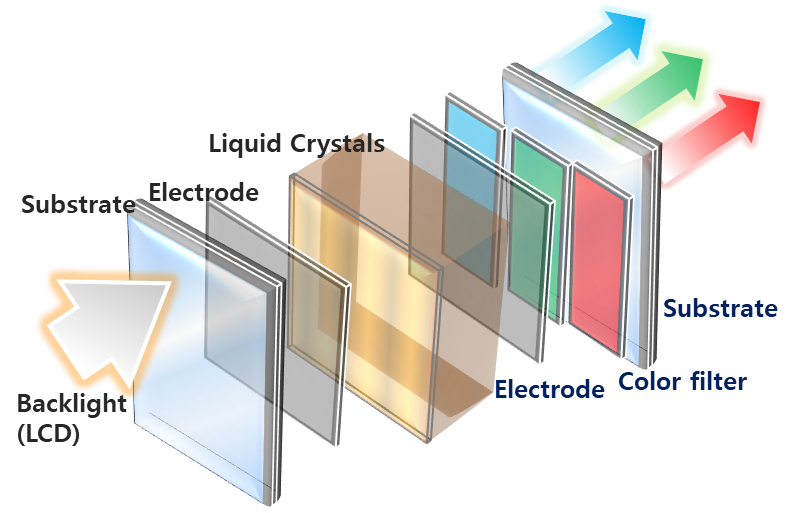 Liquid Crystals
Electrode
Substrate
Substrate
Electrode
Color filter
Backlight
(LCD)